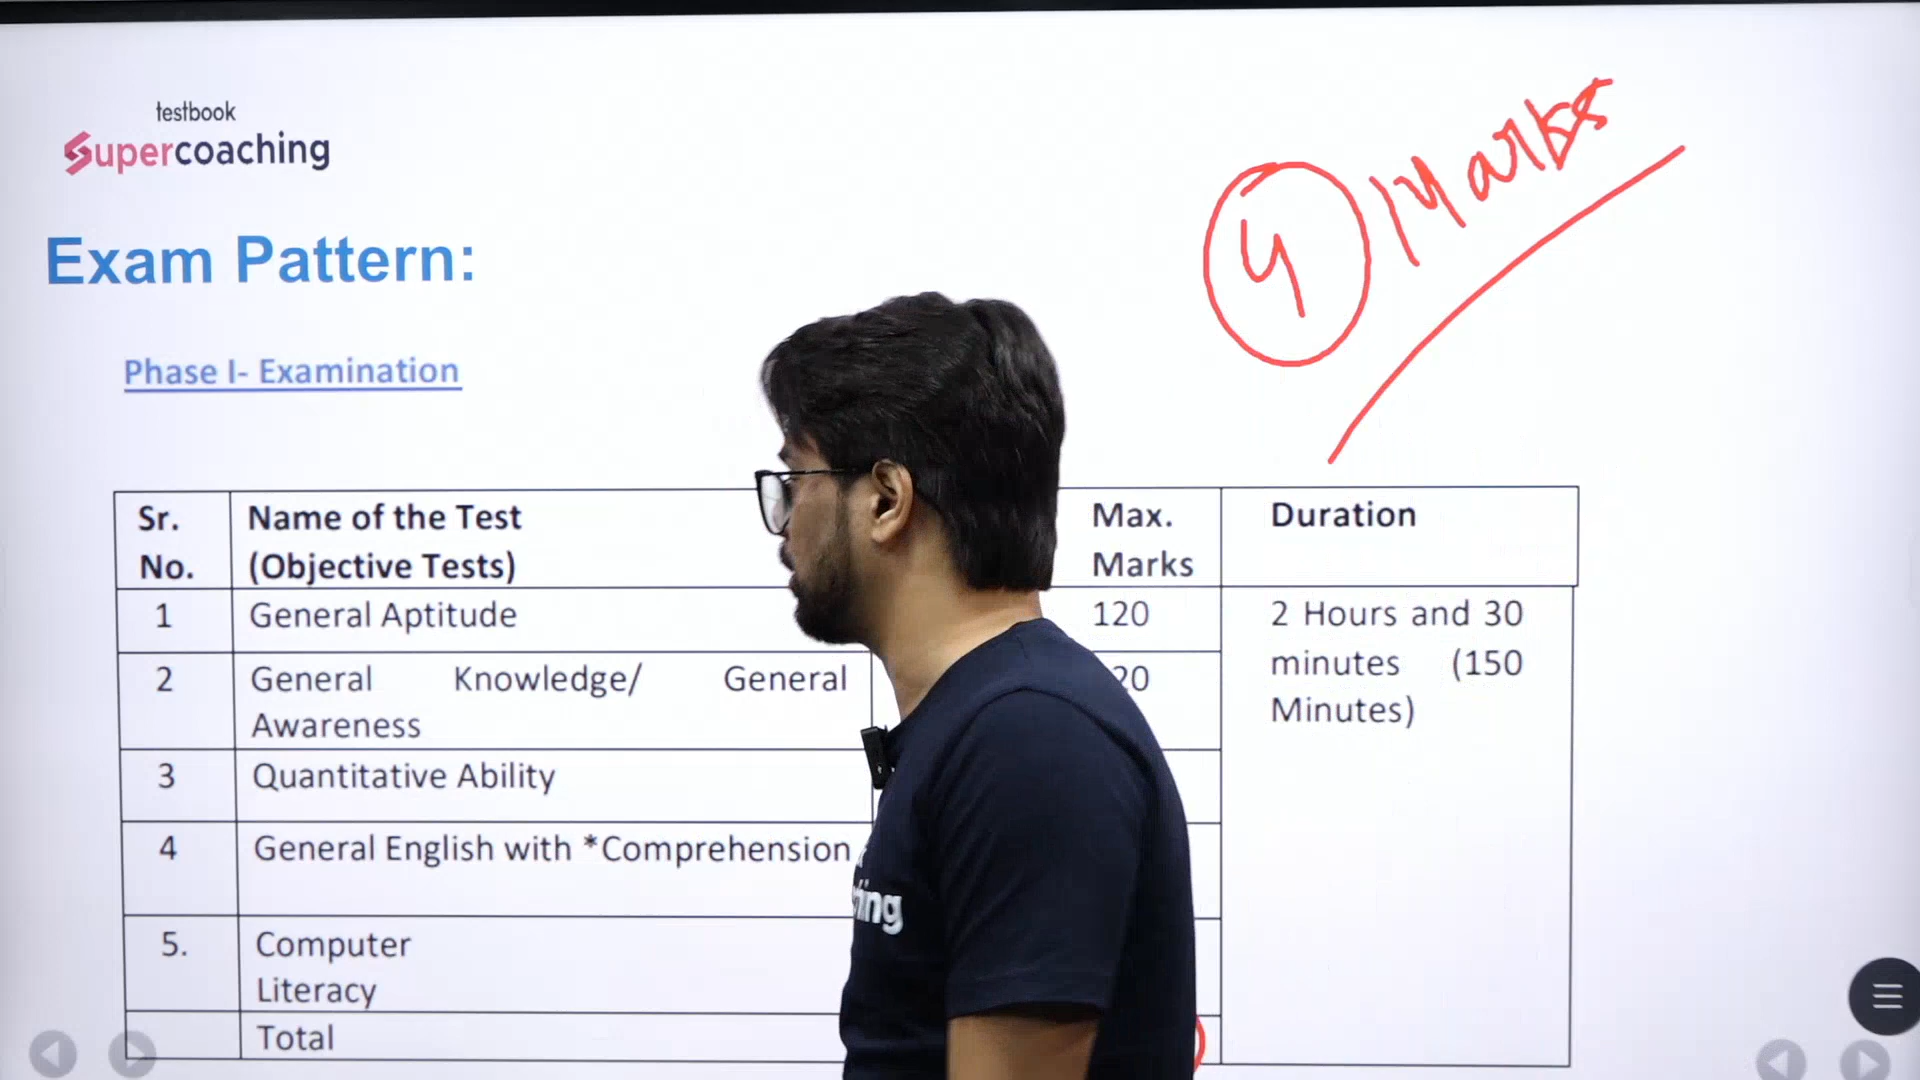 testbook
Supercoaching
4 Marks
Exam Pattern:
Phase I- Examination
Sr. No.
Name of the Test (Objective Tests)
Max. Marks
Duration
1
General Aptitude
120
2 Hours and 30 minutes (150 Minutes)
2
General Knowledge/ General Awareness
20
3
Quantitative Ability
4
General English with *Comprehension
5.
Computer Literacy
Total